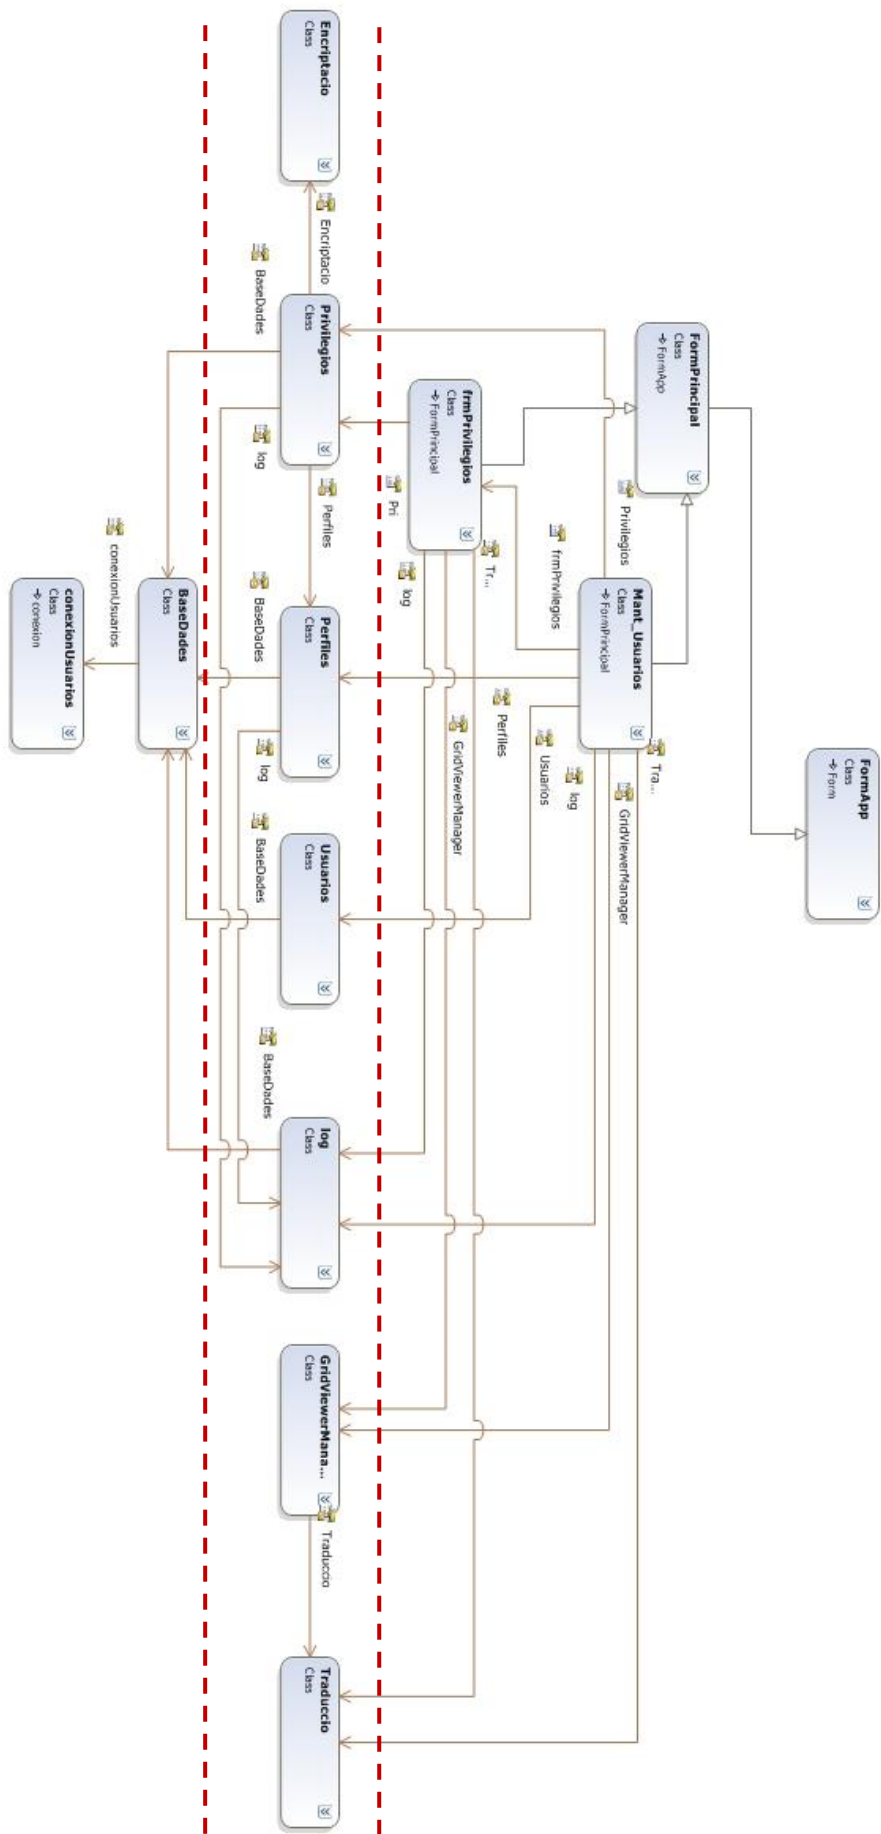 FormApp
Class
Form
FormPrincipal
Class
FormApp
Tra...
GridViewerManager
Privilegios
Mant_Usuarios
Class
FormPrincipal
log
frmPrivilegios
Usuarios
Perfiles
Tr...
frmPrivilegios
Class
FormPrincipal
GridViewerManager
log
Pri
Encriptacio
Class
Encriptacio
Privilegios
Class
Perfiles
Perfiles
Class
Usuarios
Class
log
Class
GridViewerMana...
Class
Traduccio
Traduccio
Class
BaseDades
log
BaseDades
log
BaseDades
BaseDades
BaseDades
Class
conexionUsuarios
conexionUsuarios
Class
conexion